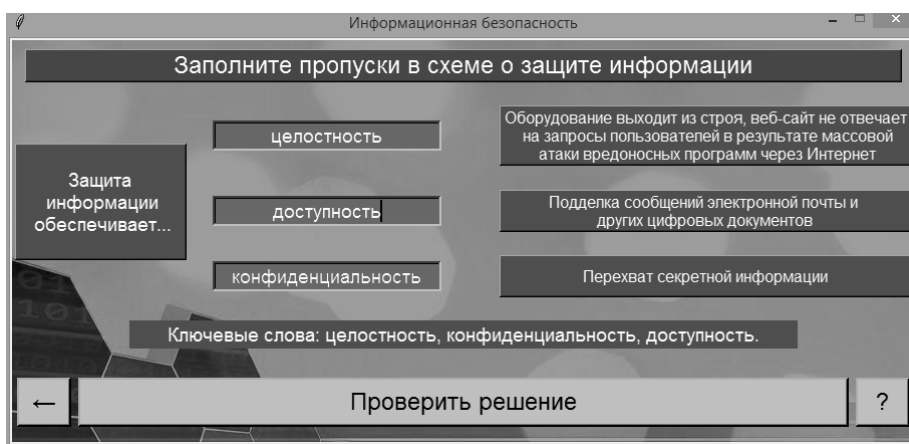 Информационная безопасность
Заполните пропуски в схеме о защите информации
Защита
информации
обеспечивает...
целостность
доступность
конфиденциальность
Оборудование выходит из строя, веб-сайт не отвечает
на запросы пользователей в результате массовой
атаки вредоносных программ через Интернет
Подделка сообщений электронной почты и
других цифровых документов
Перехват секретной информации
Ключевые слова: целостность, конфиденциальность, доступность.
←
Проверить решение
?